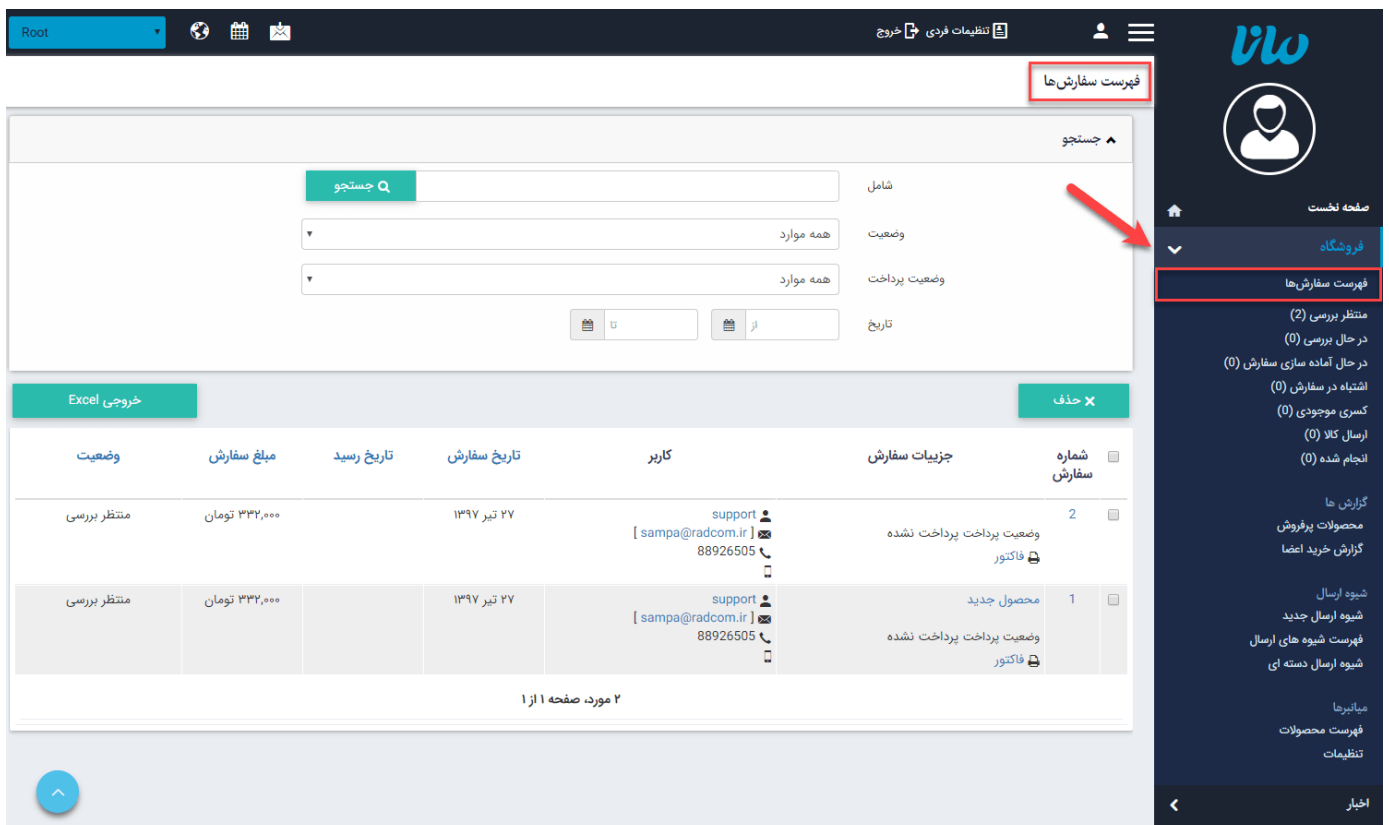 مانا
تنظیمات فردی
خروج
Root
فهرست سفارش‌ها
صفحه نخست
فروشگاه
فهرست سفارش‌ها
منتظر بررسی (2)
در حال بررسی (0)
در حال آماده سازی سفارش (0)
اشتباه در سفارش (0)
کسری موجودی (0)
ارسال کالا (0)
انجام شده (0)
گزارش ها
محصولات پرفروش
گزارش خرید اعضا
شیوه ارسال
شیوه ارسال جدید
فهرست شیوه های ارسال
شیوه ارسال دسته ای
میانبرها
فهرست محصولات
تنظیمات
اخبار
جستجو
شامل
جستجو
وضعیت
همه موارد
وضعیت پرداخت
همه موارد
تاریخ
از
تا
حذف
خروجی Excel
شماره سفارش
جزییات سفارش
کاربر
تاریخ سفارش
تاریخ رسید
مبلغ سفارش
وضعیت
2
وضعیت پرداخت پرداخت نشده
فاکتور
support
[ sampa@radcom.ir ]
88926505
۲۷ تیر ۱۳۹۷
۳۳۲,۰۰۰ تومان
منتظر بررسی
1
محصول جدید
وضعیت پرداخت پرداخت نشده
فاکتور
support
[ sampa@radcom.ir ]
88926505
۲۷ تیر ۱۳۹۷
۳۳۲,۰۰۰ تومان
منتظر بررسی
۲ مورد، صفحه ۱ از ۱